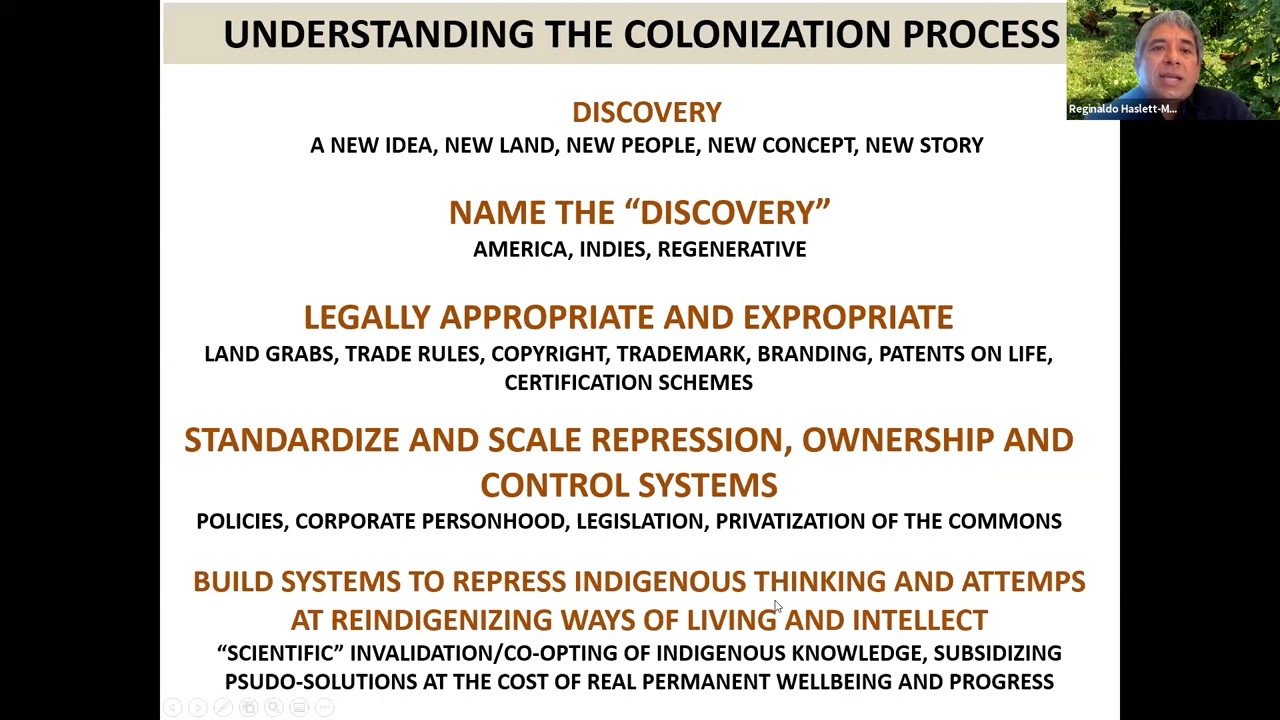 UNDERSTANDING THE COLONIZATION PROCESS
Reginaldo Haslett-M...
DISCOVERY
A NEW IDEA, NEW LAND, NEW PEOPLE, NEW CONCEPT, NEW STORY
NAME THE “DISCOVERY”
AMERICA, INDIES, REGENERATIVE
LEGALLY APPROPRIATE AND EXPROPRIATE
LAND GRABS, TRADE RULES, COPYRIGHT, TRADEMARK, BRANDING, PATENTS ON LIFE,
CERTIFICATION SCHEMES
STANDARDIZE AND SCALE REPRESSION, OWNERSHIP AND
CONTROL SYSTEMS
POLICIES, CORPORATE PERSONHOOD, LEGISLATION, PRIVATIZATION OF THE COMMONS
BUILD SYSTEMS TO REPRESS INDIGENOUS THINKING AND ATTEMPS
AT REINDIGENIZING WAYS OF LIVING AND INTELLECT
“SCIENTIFIC” INVALIDATION/CO-OPTING OF INDIGENOUS KNOWLEDGE, SUBSIDIZING
PSUDO-SOLUTIONS AT THE COST OF REAL PERMANENT WELLBEING AND PROGRESS